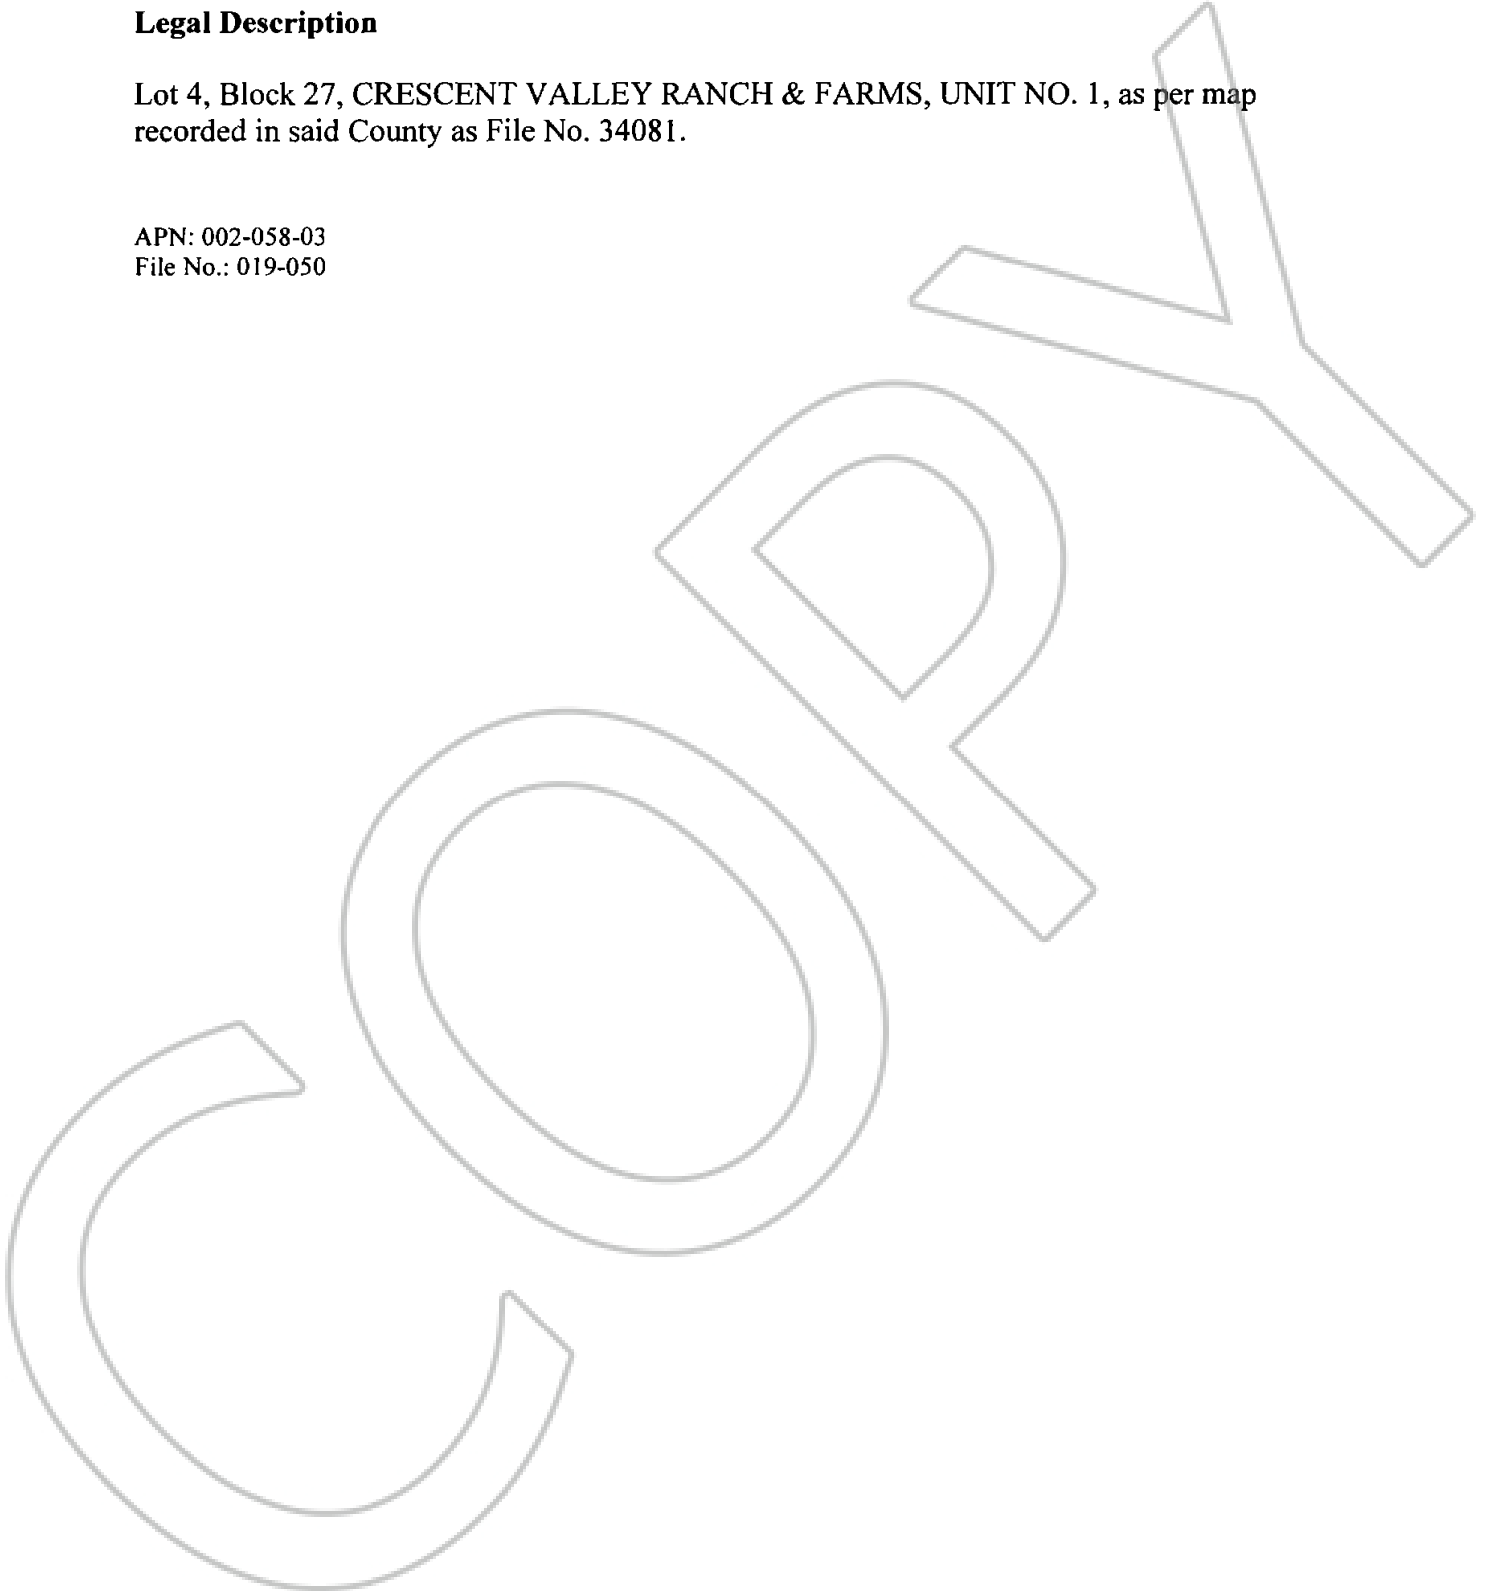 Legal Description
Lot 4, Block 27, CRESCENT VALLEY RANCH & FARMS, UNIT NO. 1, as per map
recorded in said County as File No. 34081.
APN: 002-058-03
File No.: 019-050
COPY